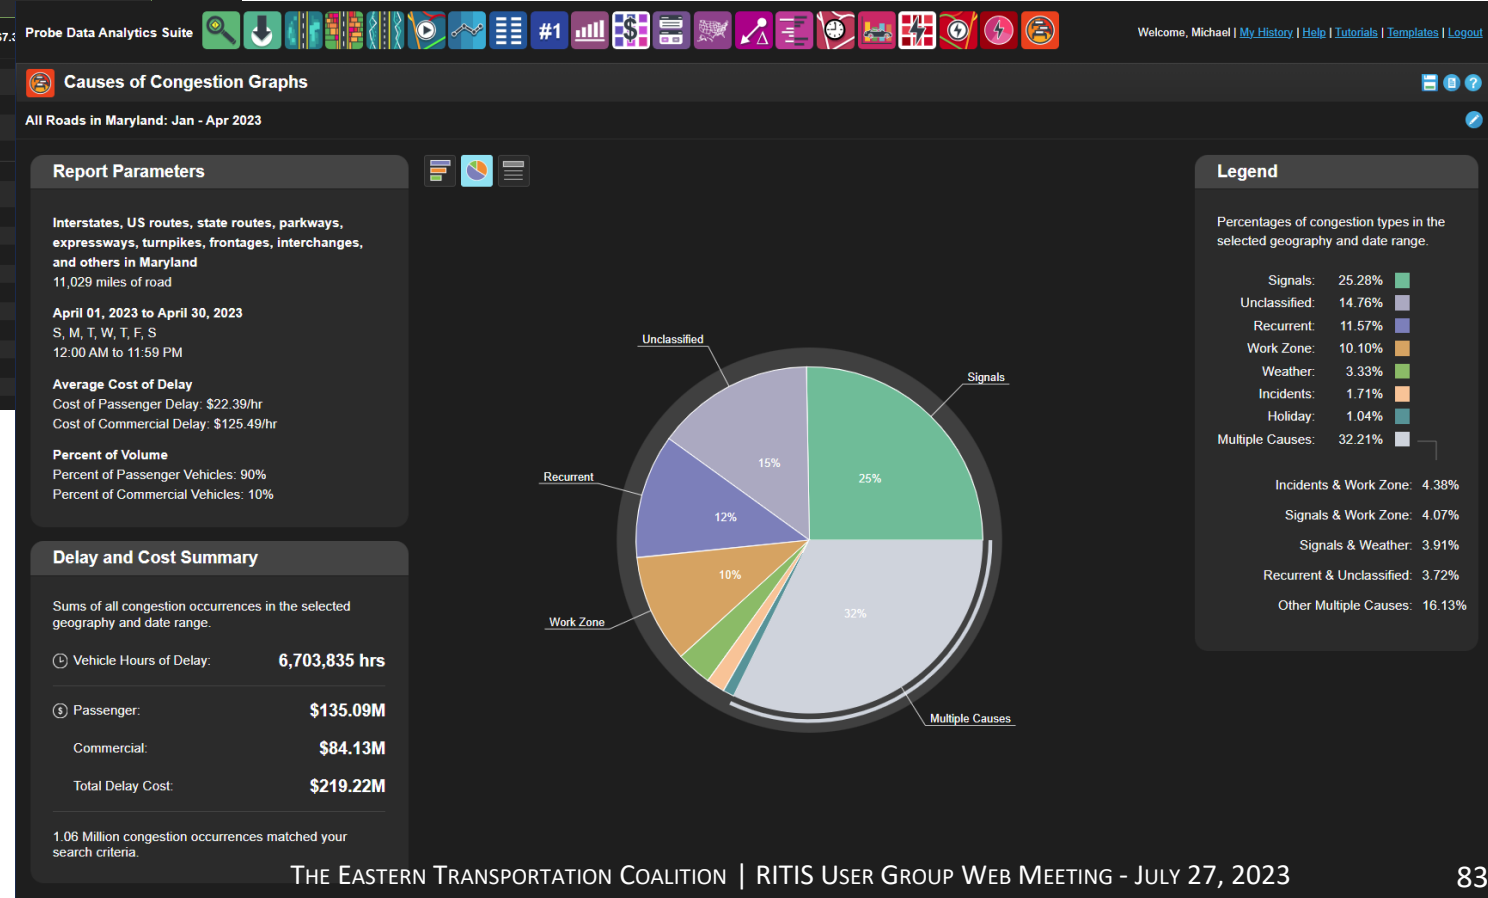 67.3
Probe Data Analytics Suite
#1
Welcome, Michael | My History | Help | Tutorials | Templates | Logout
Causes of Congestion Graphs
All Roads in Maryland: Jan - Apr 2023
Report Parameters
Interstates, US routes, state routes, parkways,
expressways, turnpikes, frontages, interchanges,
and others in Maryland
11,029 miles of road
April 01, 2023 to April 30, 2023
S, M, T, W, T, F, S
12:00 AM to 11:59 PM
Average Cost of Delay
Cost of Passenger Delay: $22.39/hr
Cost of Commercial Delay: $125.49/hr
Percent of Volume
Percent of Passenger Vehicles: 90%
Percent of Commercial Vehicles: 10%
Delay and Cost Summary
Sums of all congestion occurrences in the selected
geography and date range.
Vehicle Hours of Delay: 6,703,835 hrs
Passenger: $135.09M
Commercial: $84.13M
Total Delay Cost: $219.22M
1.06 Million congestion occurrences matched your
search criteria.
Unclassified
Signals
15%
25%
Recurrent
12%
10%
Work Zone
32%
Multiple Causes
Legend
Percentages of congestion types in the
selected geography and date range.
Signals: 25.28%
Unclassified: 14.76%
Recurrent: 11.57%
Work Zone: 10.10%
Weather: 3.33%
Incidents: 1.71%
Holiday: 1.04%
Multiple Causes: 32.21%
Incidents & Work Zone: 4.38%
Signals & Work Zone: 4.07%
Signals & Weather: 3.91%
Recurrent & Unclassified: 3.72%
Other Multiple Causes: 16.13%
The Eastern Transportation Coalition | RITIS User Group Web Meeting - July 27, 2023
83